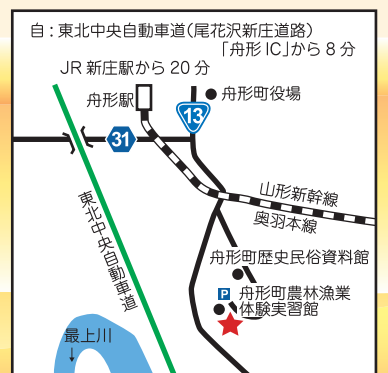 自：東北中央自動車道（尾花沢新庄道路）
「舟形IC」から８分
JR新庄駅から20分
舟形駅
13
舟形町役場
31
山形新幹線
奥羽本線
東北中央自動車道
舟形町歴史民俗資料館
P
舟形町農林漁業
体験実習館
最上川
↓